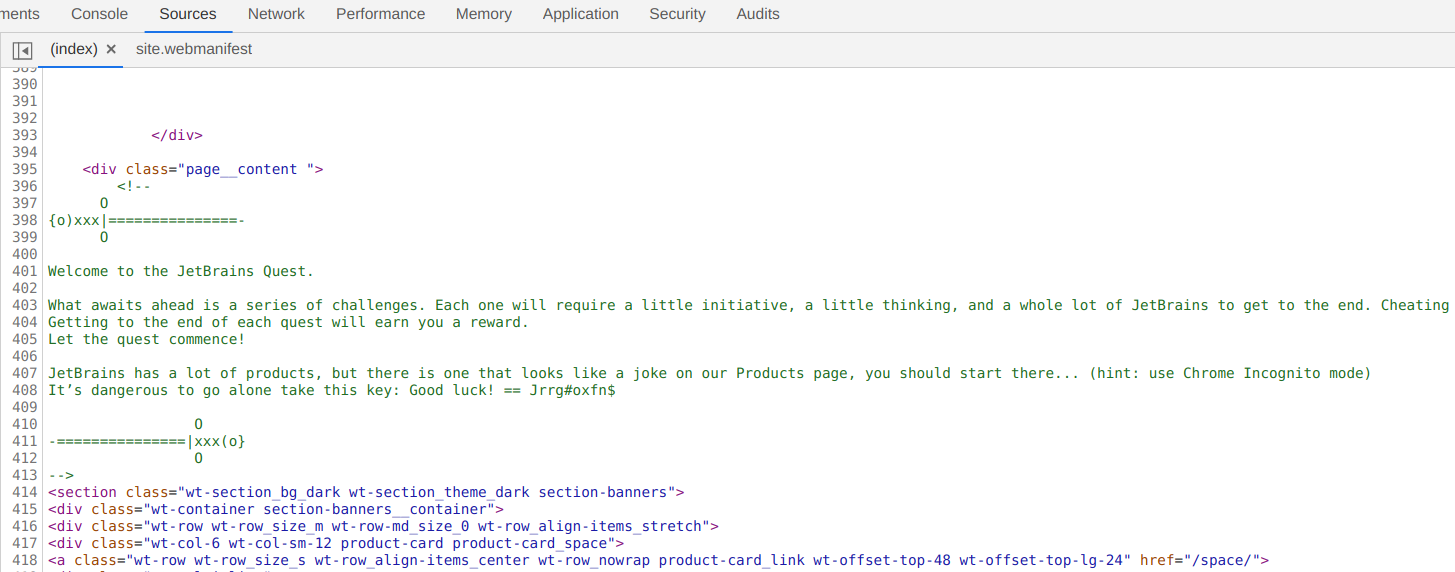 ments Console Sources Network Performance Memory Application Security Audits
(index) × site.webmanifest
389
390
391
392
393 </div>
394
395 <div class="page__content ">
396 <!--
397 O
398 {o)xxx|===============-
399 O
400
401 Welcome to the JetBrains Quest.
402
403 What awaits ahead is a series of challenges. Each one will require a little initiative, a little thinking, and a whole lot of JetBrains to get to the end. Cheating
404 Getting to the end of each quest will earn you a reward.
405 Let the quest commence!
406
407 JetBrains has a lot of products, but there is one that looks like a joke on our Products page, you should start there... (hint: use Chrome Incognito mode)
408 It’s dangerous to go alone take this key: Good luck! == Jrrg#oxfn$
409
410 O
411 -===============|xxx(o}
412 O
413 -->
414 <section class="wt-section_bg_dark wt-section_theme_dark section-banners">
415 <div class="wt-container section-banners__container">
416 <div class="wt-row wt-row_size_m wt-row-md_size_0 wt-row_align-items_stretch">
417 <div class="wt-col-6 wt-col-sm-12 product-card product-card_space">
418 <a class="wt-row wt-row_size_s wt-row_align-items_center wt-row_nowrap product-card_link wt-offset-top-48 wt-offset-top-lg-24" href="/space/">